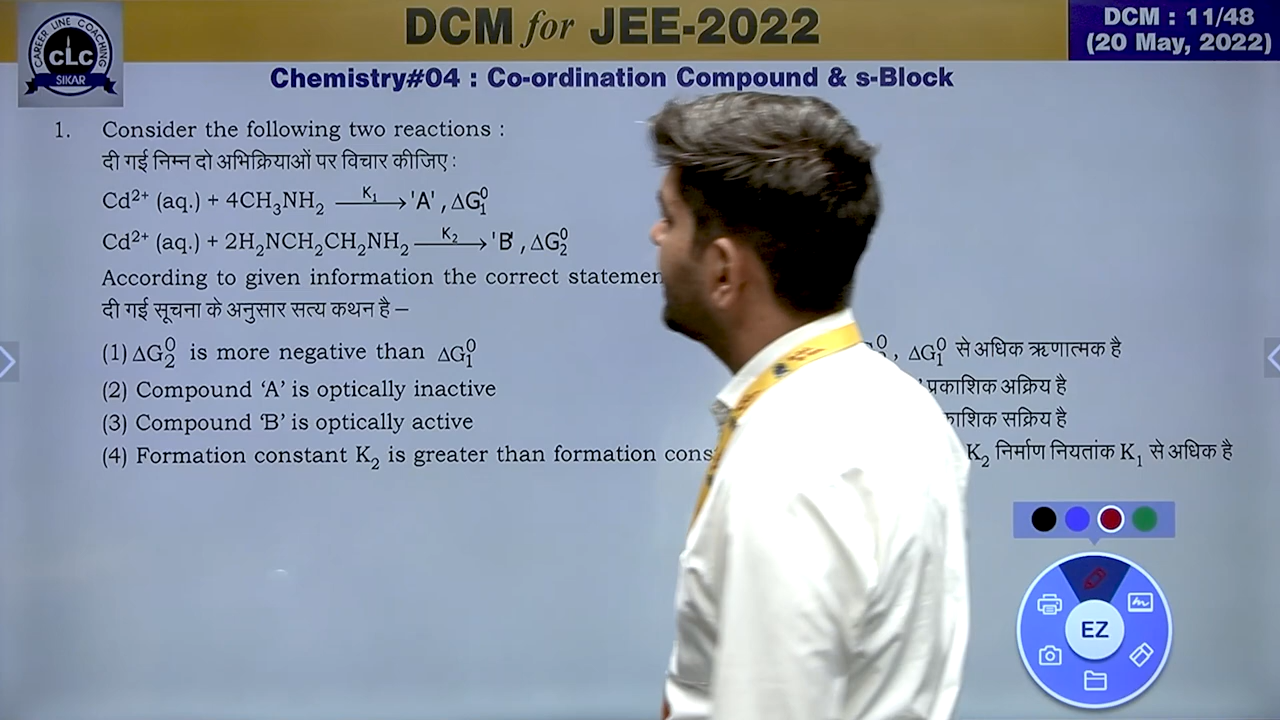 CAREER LINE COACHING
CLC
SIKAR
DCM for JEE-2022
DCM : 11/48
(20 May, 2022)
Chemistry#04 : Co-ordination Compound & s-Block
1. Consider the following two reactions :
दी गई निम्न दो अभिक्रियाओं पर विचार कीजिए :
Cd²⁺ (aq.) + 4CH₃NH₂ —K₁→ 'A' , ΔG₁⁰
Cd²⁺ (aq.) + 2H₂NCH₂CH₂NH₂ —K₂→ 'B' , ΔG₂⁰
According to given information the correct
दी गई सूचना के अनुसार सत्य कथन है –
(1) ΔG₂⁰ is more negative than ΔG₁⁰ , ΔG₁⁰ से अधिक ऋणात्मक है
(2) Compound 'A' is optically inactive प्रकाशिक अक्रिय है
(3) Compound 'B' is optically active सक्रिय है
(4) Formation constant K₂ is greater than formation K₂ निर्माण नियतांक K₁ से अधिक है
EZ